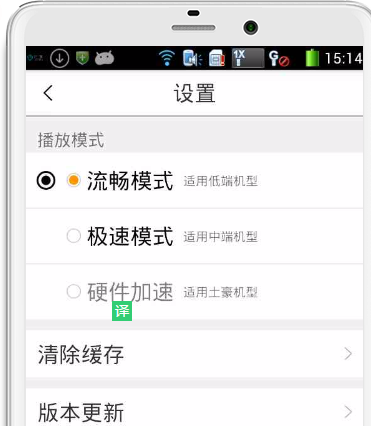 1X
G
15:14
设置
播放模式
流畅模式 适用低端机型
极速模式 适用中端机型
硬件加速 适用土豪机型
译
清除缓存
版本更新